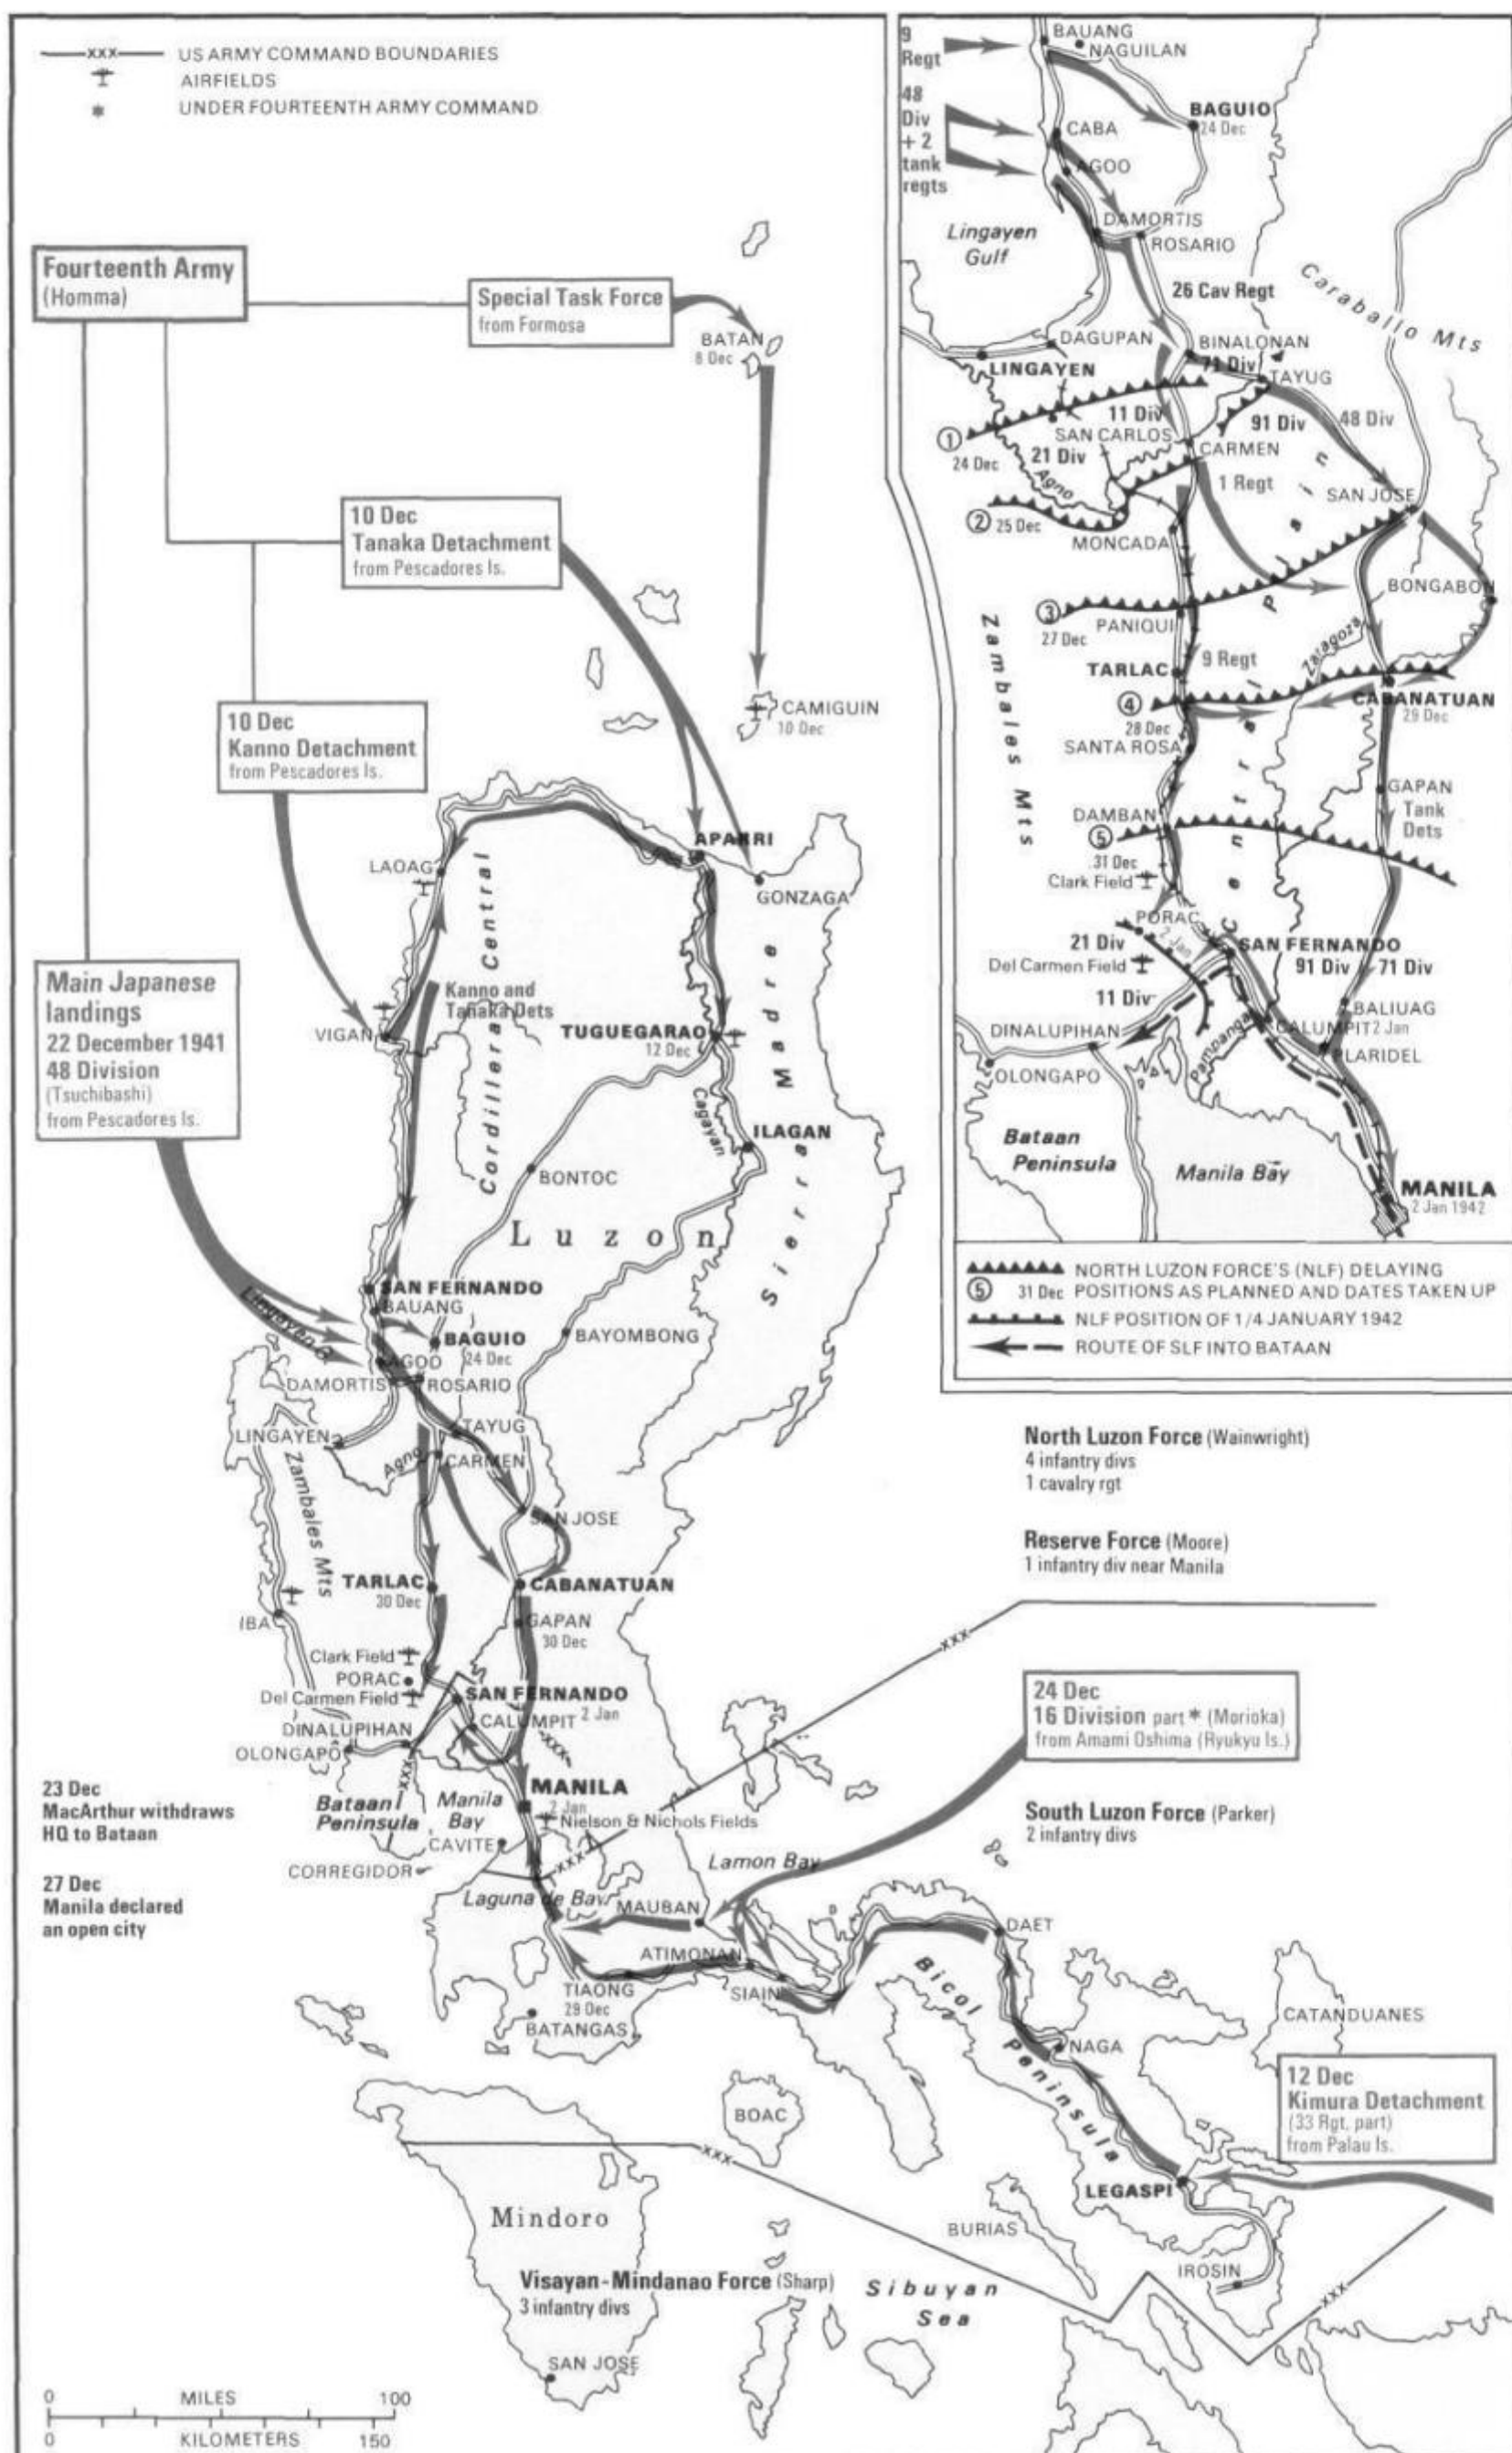 US ARMY COMMAND BOUNDARIES
AIRFIELDS
* UNDER FOURTEENTH ARMY COMMAND
Fourteenth Army
(Homma)
Special Task Force
from Formosa
BATAN
8 Dec
10 Dec
Tanaka Detachment
from Pescadores Is.
CAMIGUIN
10 Dec
10 Dec
Kanno Detachment
from Pescadores Is.
APARRI
LAOAG
GONZAGA
Main Japanese
landings
22 December 1941
48 Division
(Tsuchibashi)
from Pescadores Is.
Kanno and
Tanaka Dets
VIGAN
TUGUEGARAO
12 Dec
Cordillera Central
Sierra Madre
Cagayan
ILAGAN
BONTOC
Luzon
SAN FERNANDO
BAUANG
Lingayen G
BAGUIO
24 Dec
BAYOMBONG
AGOO
DAMORTIS
ROSARIO
TAYUG
LINGAYEN
Agno
CARMEN
Zambales Mts
SAN JOSE
TARLAC
30 Dec
CABANATUAN
IBA
GAPAN
30 Dec
Clark Field
PORAC
Del Carmen Field
SAN FERNANDO
2 Jan
CALUMPIT
DINALUPIHAN
OLONGAPO
xxx
xxx
xxx
23 Dec
MacArthur withdraws
HQ to Bataan
27 Dec
Manila declared
an open city
Bataan
Peninsula
Manila
Bay
MANILA
2 Jan
Nielson & Nichols Fields
CAVITE
xxx
CORREGIDOR
Laguna de Bay
Lamon Bay
MAUBAN
ATIMONAN
TIAONG
29 Dec
SIAIN
BATANGAS
DAET
Bicol Peninsula
NAGA
CATANDUANES
BOAC
12 Dec
Kimura Detachment
(33 Rgt, part)
from Palau Is.
xxx
LEGASPI
Mindoro
BURIAS
IROSIN
Visayan-Mindanao Force (Sharp)
3 infantry divs
Sibuyan
Sea
xxx
SAN JOSE
0 MILES 100
0 KILOMETERS 150
North Luzon Force (Wainwright)
4 infantry divs
1 cavalry rgt
Reserve Force (Moore)
1 infantry div near Manila
24 Dec
16 Division part * (Morioka)
from Amami Oshima (Ryukyu Is.)
South Luzon Force (Parker)
2 infantry divs
9
Regt
48
Div
+ 2
tank
regts
BAUANG
NAGUILAN
BAGUIO
24 Dec
CABA
AGOO
DAMORTIS
ROSARIO
Lingayen
Gulf
26 Cav Regt
Caraballo Mts
DAGUPAN
BINALONAN
LINGAYEN
71 Div
TAYUG
11 Div
91 Div
48 Div
1
24 Dec
SAN CARLOS
21 Div
CARMEN
Agno
1 Regt
SAN JOSE
2
25 Dec
MONCADA
BONGABON
3
27 Dec
PANIQUI
Zambales Mts
Central Plain
Zaragoza
TARLAC
9 Regt
CABANATUAN
29 Dec
4
28 Dec
SANTA ROSA
GAPAN
Tank
Dets
DAMBAN
5
31 Dec
Clark Field
PORAC
2 Jan
21 Div
Del Carmen Field
SAN FERNANDO
91 Div
71 Div
11 Div
BALIUAG
DINALUPIHAN
CALUMPIT
2 Jan
Pampanga
PLARIDEL
OLONGAPO
Bataan
Peninsula
Manila Bay
MANILA
2 Jan 1942
NORTH LUZON FORCE'S (NLF) DELAYING
5 31 Dec POSITIONS AS PLANNED AND DATES TAKEN UP
NLF POSITION OF 1/4 JANUARY 1942
ROUTE OF SLF INTO BATAAN